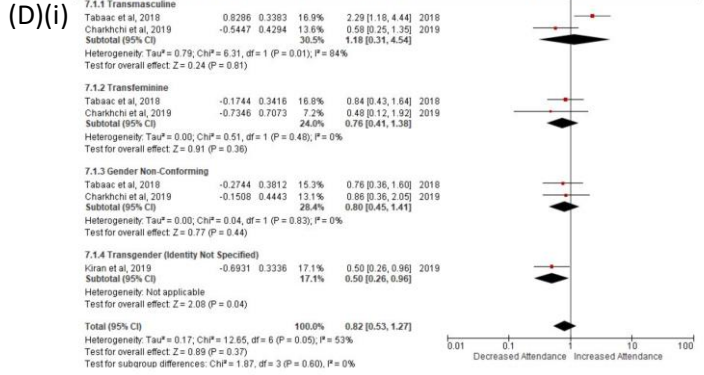 (D)(i)
7.1.1 Transmasculine
Tabaac et al, 2018 0.8286 0.3383 16.9% 2.29 [1.18, 4.44] 2018
Charkhchi et al, 2019 -0.5447 0.4294 13.6% 0.58 [0.25, 1.35] 2019
Subtotal (95% CI) 30.5% 1.18 [0.31, 4.54]
Heterogeneity: Tau² = 0.79; Chi² = 6.31, df = 1 (P = 0.01); I² = 84%
Test for overall effect: Z = 0.24 (P = 0.81)
7.1.2 Transfeminine
Tabaac et al, 2018 -0.1744 0.3416 16.8% 0.84 [0.43, 1.64] 2018
Charkhchi et al, 2019 -0.7346 0.7073 7.2% 0.48 [0.12, 1.92] 2019
Subtotal (95% CI) 24.0% 0.76 [0.41, 1.38]
Heterogeneity: Tau² = 0.00; Chi² = 0.51, df = 1 (P = 0.48); I² = 0%
Test for overall effect: Z = 0.91 (P = 0.36)
7.1.3 Gender Non-Conforming
Tabaac et al, 2018 -0.2744 0.3812 15.3% 0.76 [0.36, 1.60] 2018
Charkhchi et al, 2019 -0.1508 0.4443 13.1% 0.86 [0.36, 2.05] 2019
Subtotal (95% CI) 28.4% 0.80 [0.45, 1.41]
Heterogeneity: Tau² = 0.00; Chi² = 0.04, df = 1 (P = 0.83); I² = 0%
Test for overall effect: Z = 0.77 (P = 0.44)
7.1.4 Transgender (Identity Not Specified)
Kiran et al, 2019 -0.6931 0.3336 17.1% 0.50 [0.26, 0.96] 2019
Subtotal (95% CI) 17.1% 0.50 [0.26, 0.96]
Heterogeneity: Not applicable
Test for overall effect: Z = 2.08 (P = 0.04)
Total (95% CI) 100.0% 0.82 [0.53, 1.27]
Heterogeneity: Tau² = 0.17; Chi² = 12.65, df = 6 (P = 0.05); I² = 53%
Test for overall effect: Z = 0.89 (P = 0.37)
Test for subgroup differences: Chi² = 1.87, df = 3 (P = 0.60), I² = 0%
0.01 0.1 1 10 100
Decreased Attendance Increased Attendance